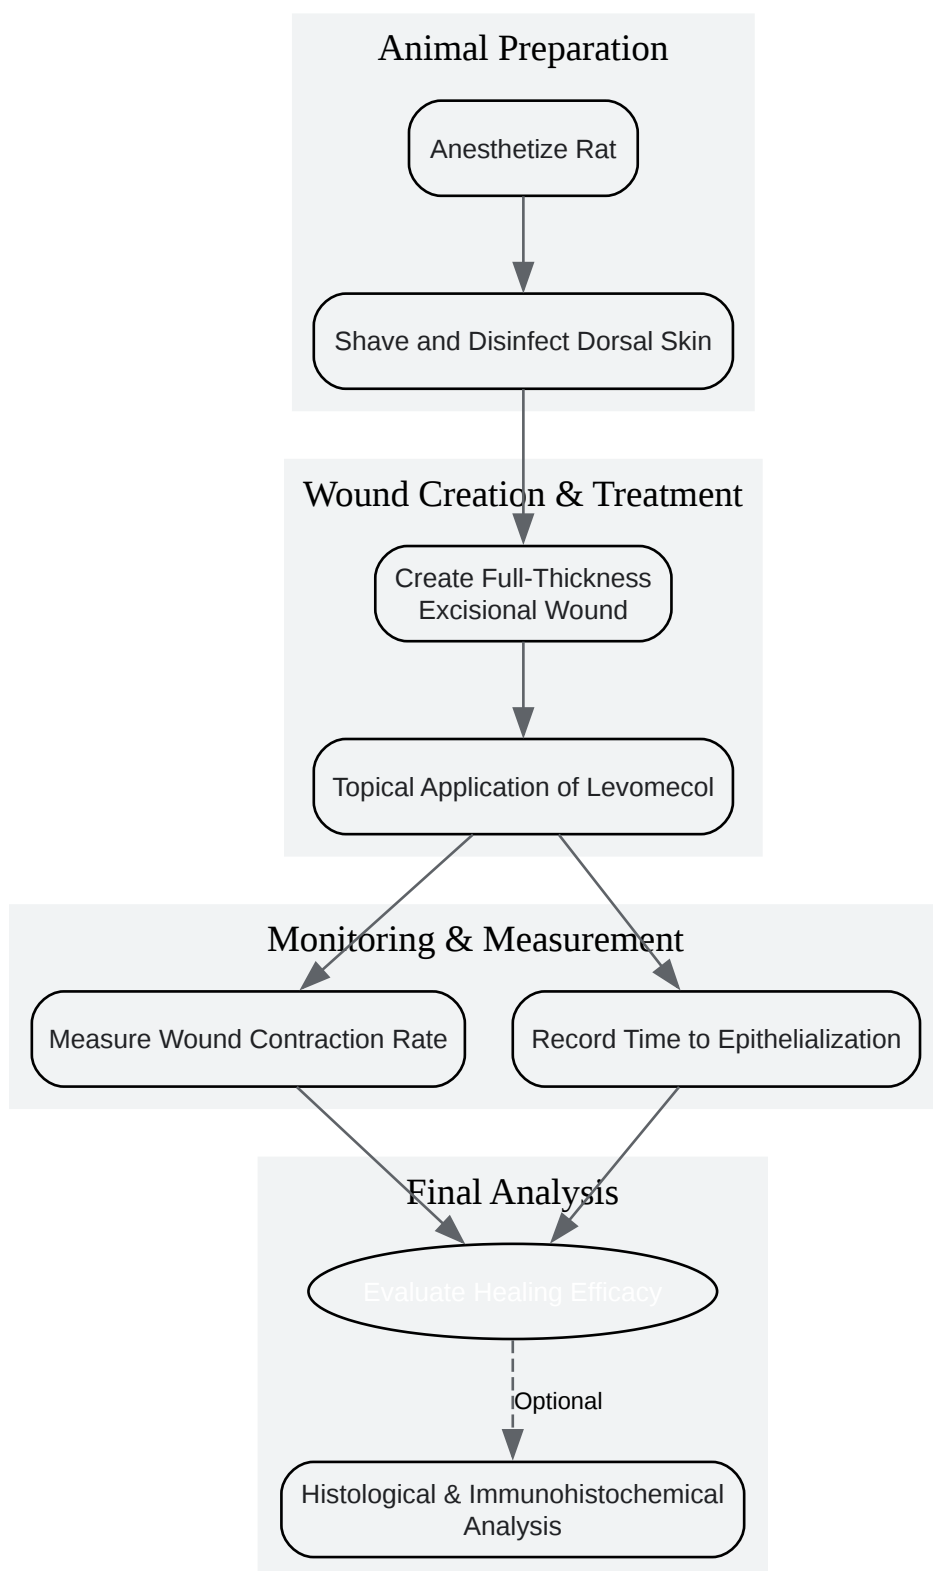 Animal Preparation
Anesthetize Rat
Shave and Disinfect Dorsal Skin
Wound Creation & Treatment
Create Full-Thickness
Excisional Wound
Topical Application of Levomecol
Monitoring & Measurement
Measure Wound Contraction Rate
Record Time to Epithelialization
Final Analysis
Evaluate Healing Efficacy
Optional
Histological & Immunohistochemical
Analysis